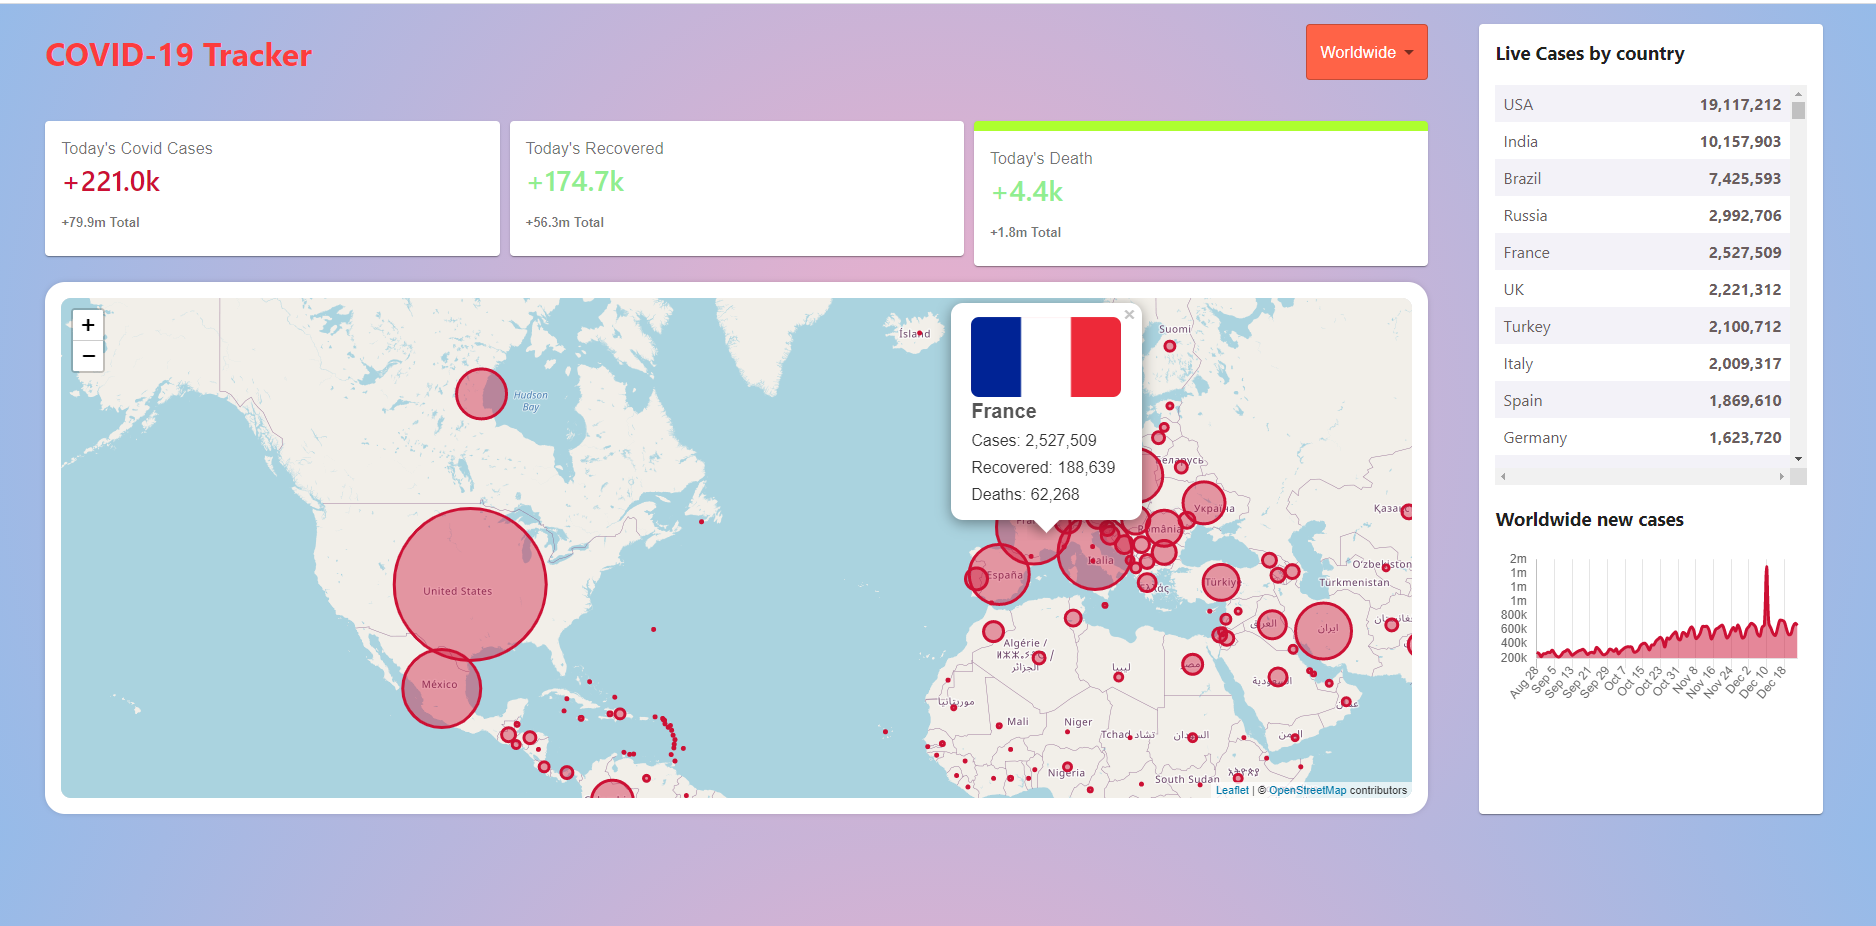 COVID-19 Tracker
Worldwide
Today's Covid Cases
+221.0k
+79.9m Total
Today's Recovered
+174.7k
+56.3m Total
Today's Death
+4.4k
+1.8m Total
+
−
Hudson
Bay
United States
México
Ísland
Suomi
×
France
Cases: 2,527,509
Recovered: 188,639
Deaths: 62,268
Беларусь
Україна
România
Italia
España
Ελλάς
Türkiye
Oʻzbekiston
Türkmenistan
العراق
ایران
Algérie /
الجزائر
ليبيا
مصر
السعودية
عمان
موريتانيا
Mali
Niger
Tchad تشاد
السودان
اليمن
Nigeria
South Sudan
Leaflet | © OpenStreetMap contributors
Live Cases by country
USA 19,117,212
India 10,157,903
Brazil 7,425,593
Russia 2,992,706
France 2,527,509
UK 2,221,312
Turkey 2,100,712
Italy 2,009,317
Spain 1,869,610
Germany 1,623,720
Worldwide new cases
2m
1m
1m
1m
800k
600k
400k
200k
Aug 28 Sep 5 Sep 13 Sep 21 Sep 29 Oct 7 Oct 15 Oct 23 Oct 31 Nov 8 Nov 16 Nov 24 Dec 2 Dec 10 Dec 18